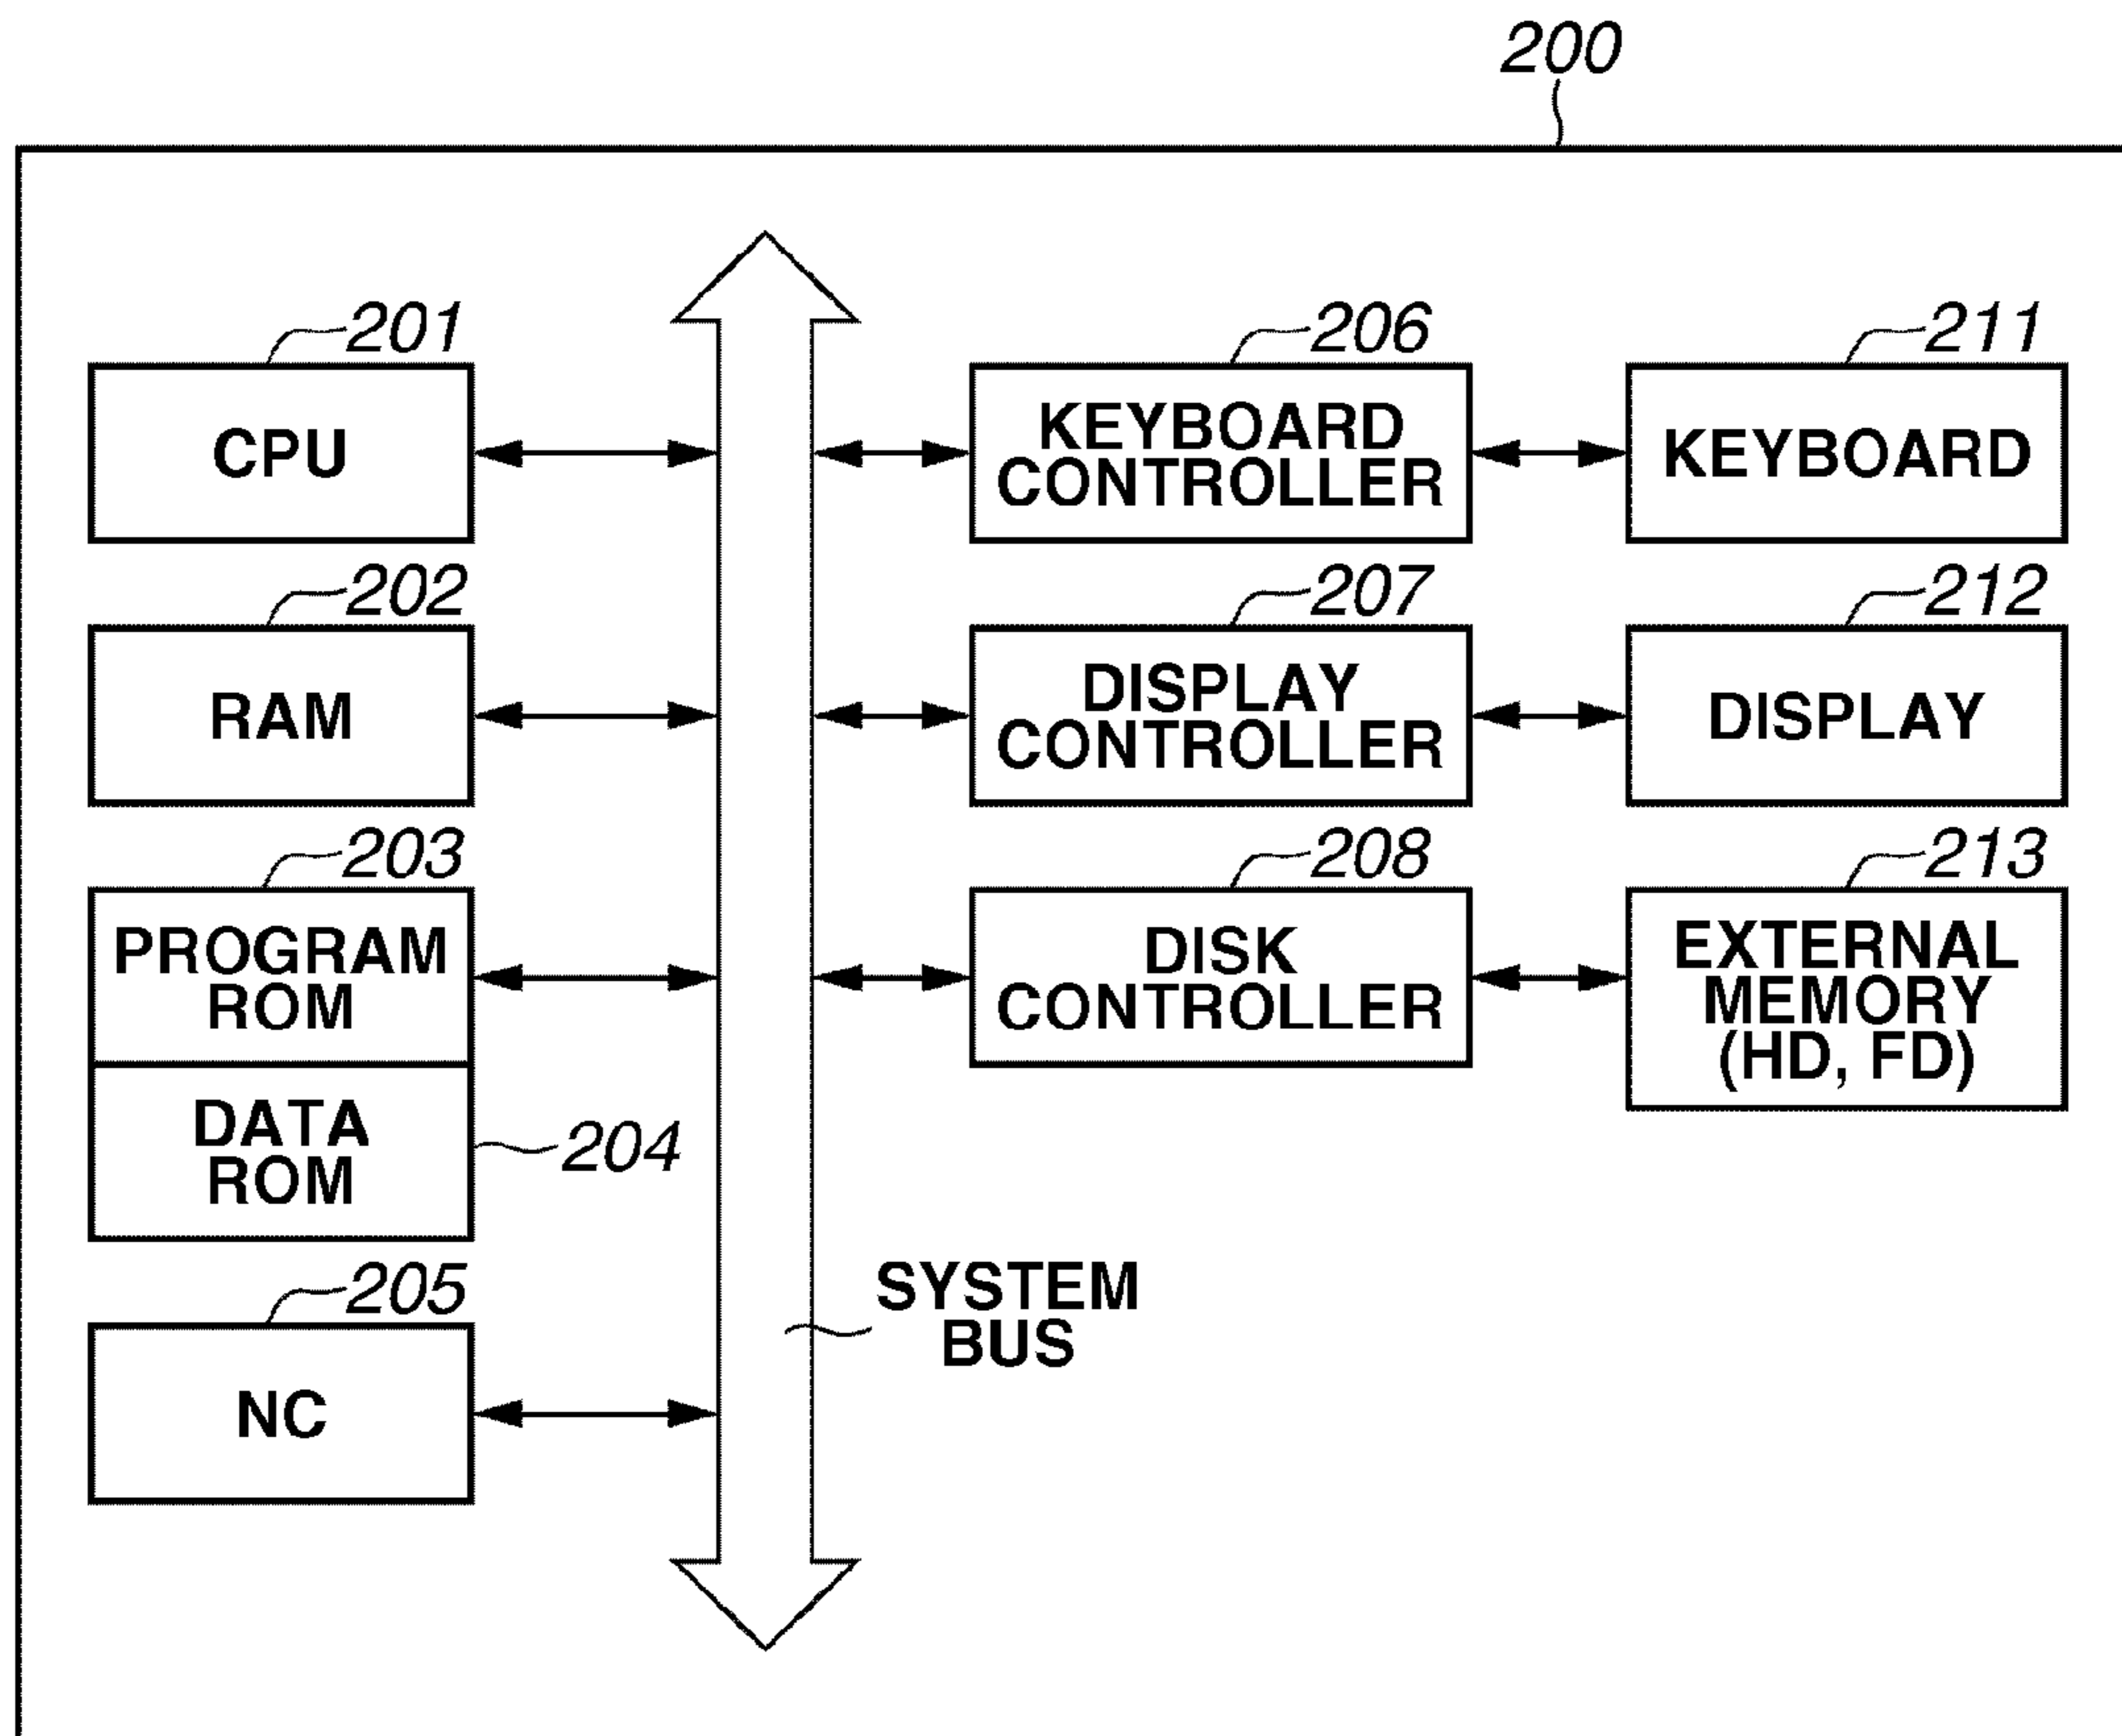 200
201
CPU
202
RAM
203
PROGRAM
ROM
DATA
ROM
204
205
NC
SYSTEM
BUS
206
KEYBOARD
CONTROLLER
207
DISPLAY
CONTROLLER
208
DISK
CONTROLLER
211
KEYBOARD
212
DISPLAY
213
EXTERNAL
MEMORY
(HD, FD)